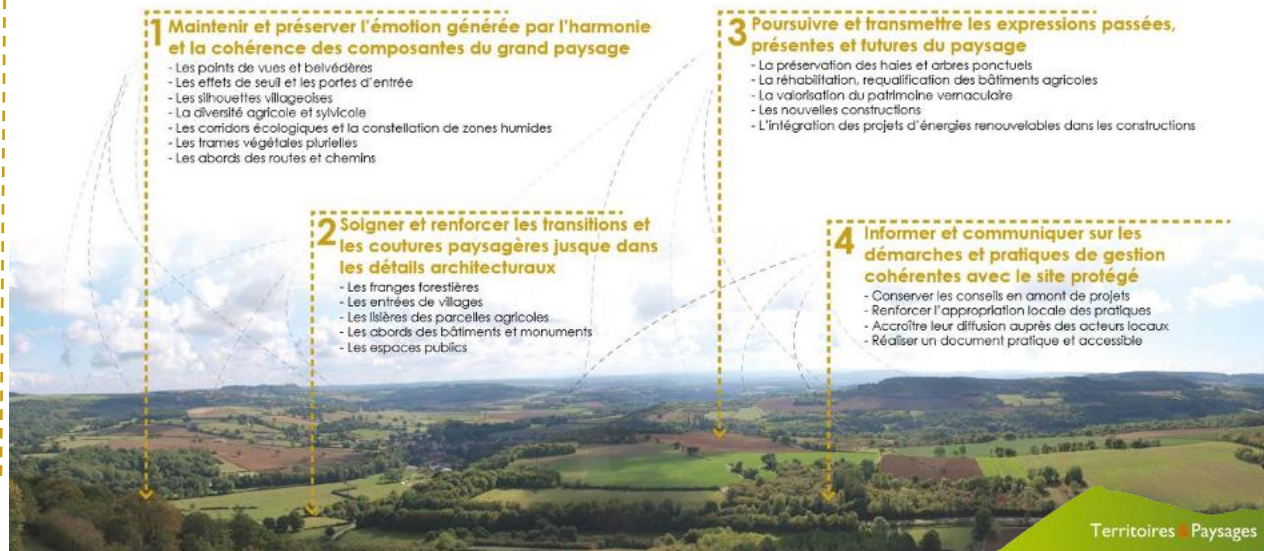 1 Maintenir et préserver l'émotion générée par l'harmonie
et la cohérence des composantes du grand paysage
- Les points de vues et belvédères
- Les effets de seuil et les portes d'entrée
- Les silhouettes villageoises
- La diversité agricole et sylvicole
- Les corridors écologiques et la constellation de zones humides
- Les trames végétales plurielles
- Les abords des routes et chemins
2 Soigner et renforcer les transitions et
les coutures paysagères jusque dans
les détails architecturaux
- Les franges forestières
- Les entrées de villages
- Les lisières des parcelles agricoles
- Les abords des bâtiments et monuments
- Les espaces publics
3 Poursuivre et transmettre les expressions passées,
présentes et futures du paysage
- La préservation des haies et arbres ponctuels
- La réhabilitation, requalification des bâtiments agricoles
- La valorisation du patrimoine vernaculaire
- Les nouvelles constructions
- L'intégration des projets d'énergies renouvelables dans les constructions
4 Informer et communiquer sur les
démarches et pratiques de gestion
cohérentes avec le site protégé
- Conserver les conseils en amont de projets
- Renforcer l'appropriation locale des pratiques
- Accroître leur diffusion auprès des acteurs locaux
- Réaliser un document pratique et accessible
Territoires & Paysages